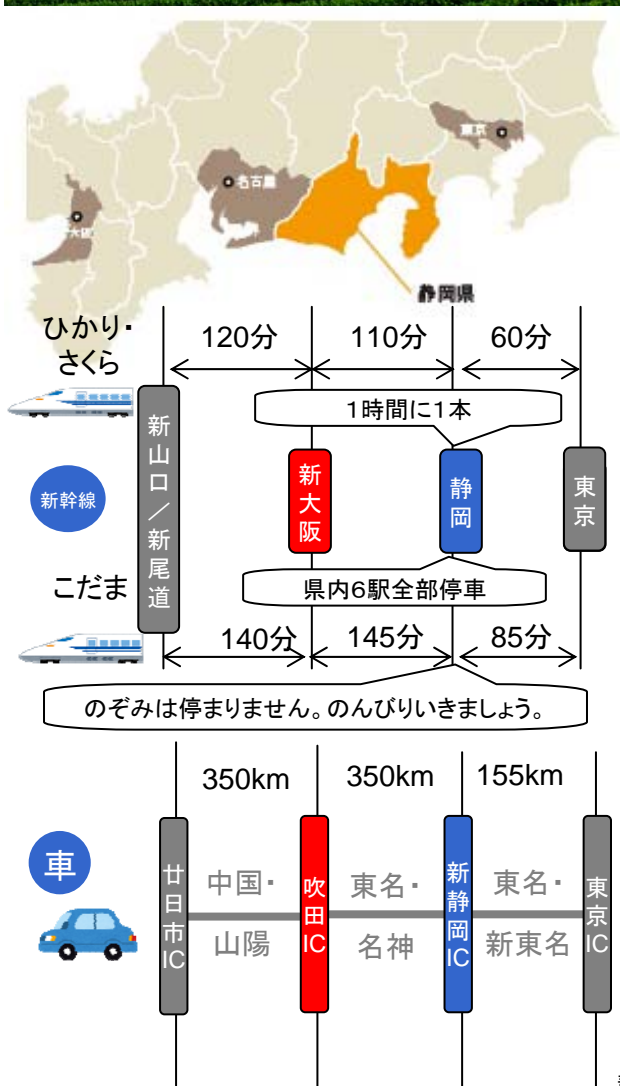 東京
名古屋
大阪
静岡県
ひかり・
さくら
120分
110分
60分
1時間に1本
新幹線
新山口／新尾道
新大阪
静岡
東京
こだま
県内6駅全部停車
140分
145分
85分
のぞみは停まりません。のんびりいきましょう。
350km
350km
155km
車
廿日市IC
中国・
山陽
吹田IC
東名・
名神
新静岡IC
東名・
新東名
東京IC